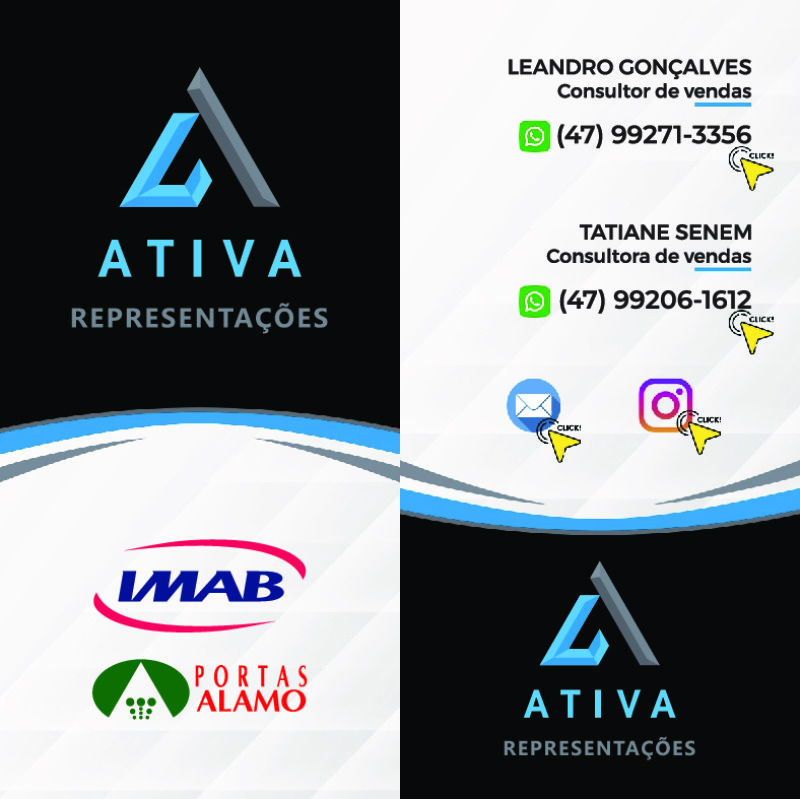 ATIVA
REPRESENTAÇÕES
IMAB
PORTAS
ALAMO
LEANDRO GONÇALVES
Consultor de vendas
(47) 99271-3356
CLICK!
TATIANE SENEM
Consultora de vendas
(47) 99206-1612
CLICK!
CLICK!
CLICK!
ATIVA
REPRESENTAÇÕES